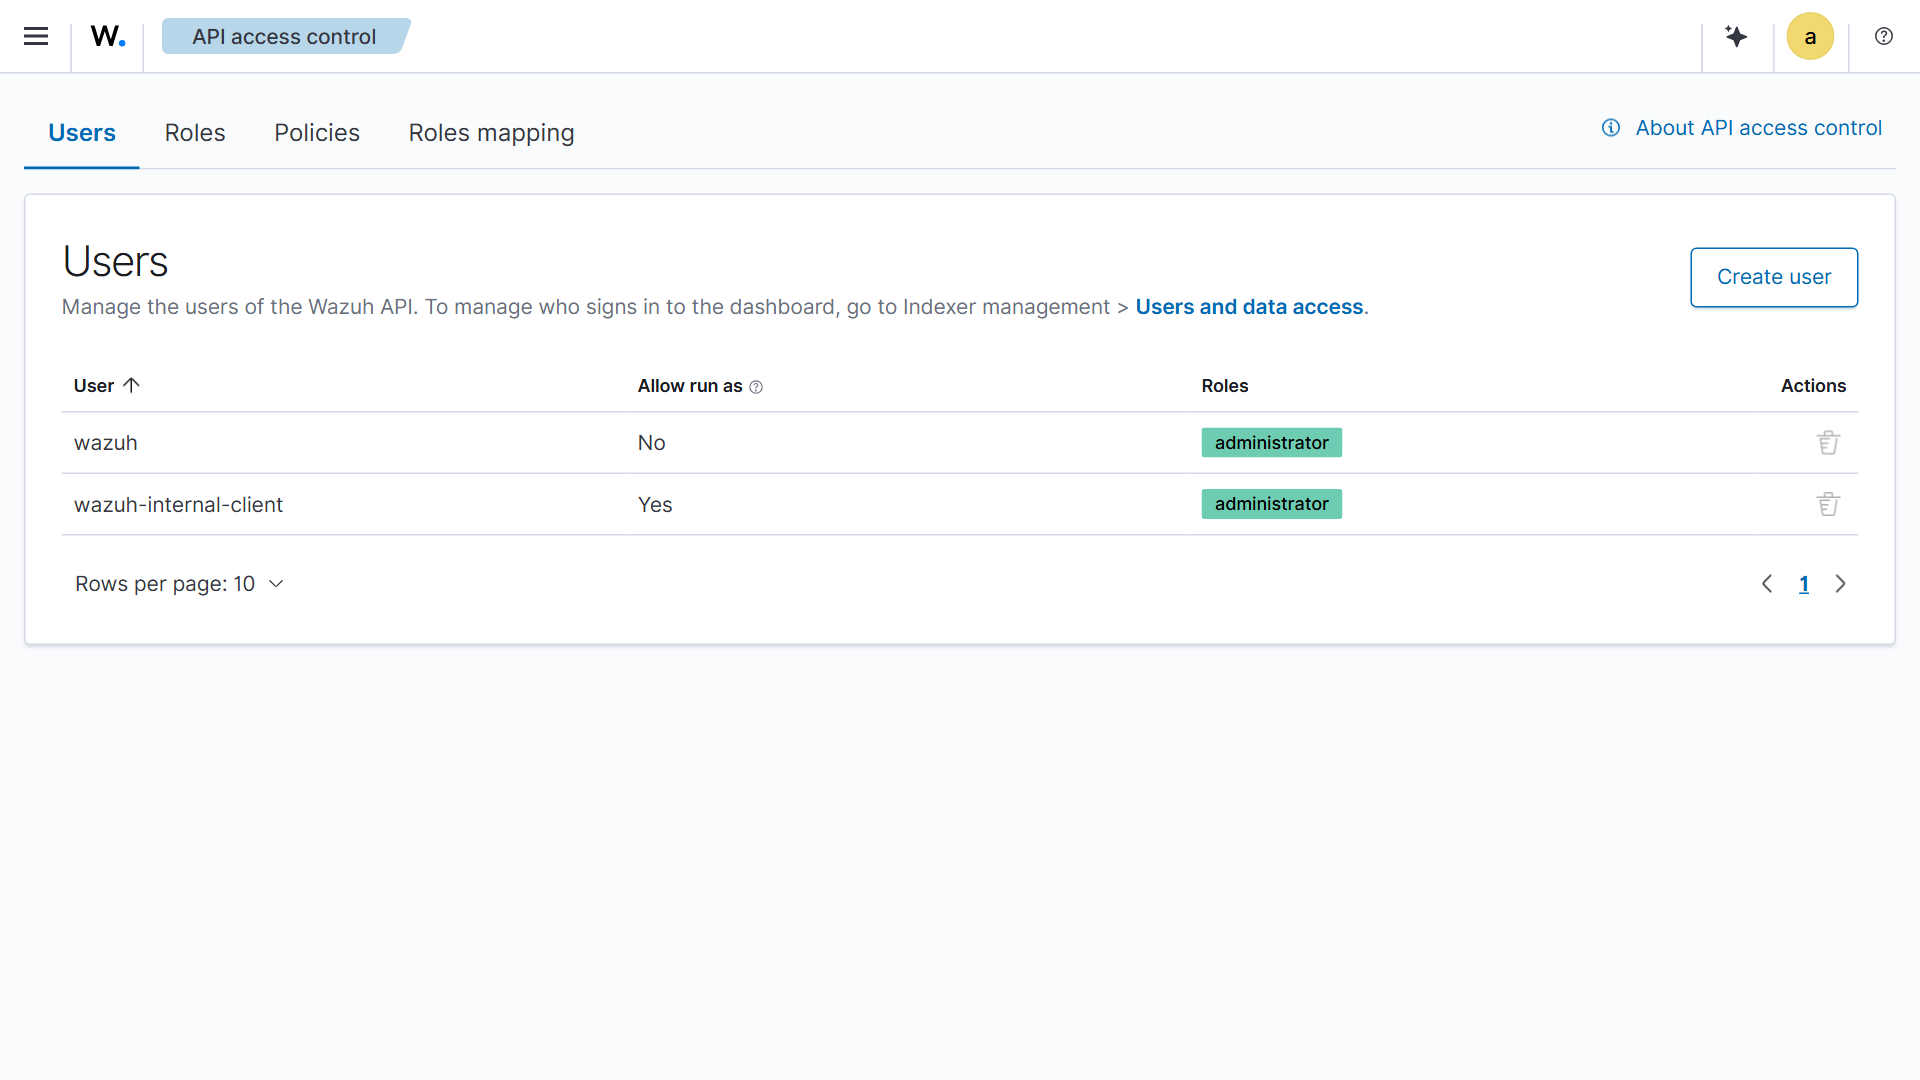 W.
API access control
a
Users
Roles
Policies
Roles mapping
About API access control
Users
Create user
Manage the users of the Wazuh API. To manage who signs in to the dashboard, go to Indexer management > Users and data access.
User
Allow run as
Roles
Actions
wazuh
No
administrator
wazuh-internal-client
Yes
administrator
Rows per page: 10
1